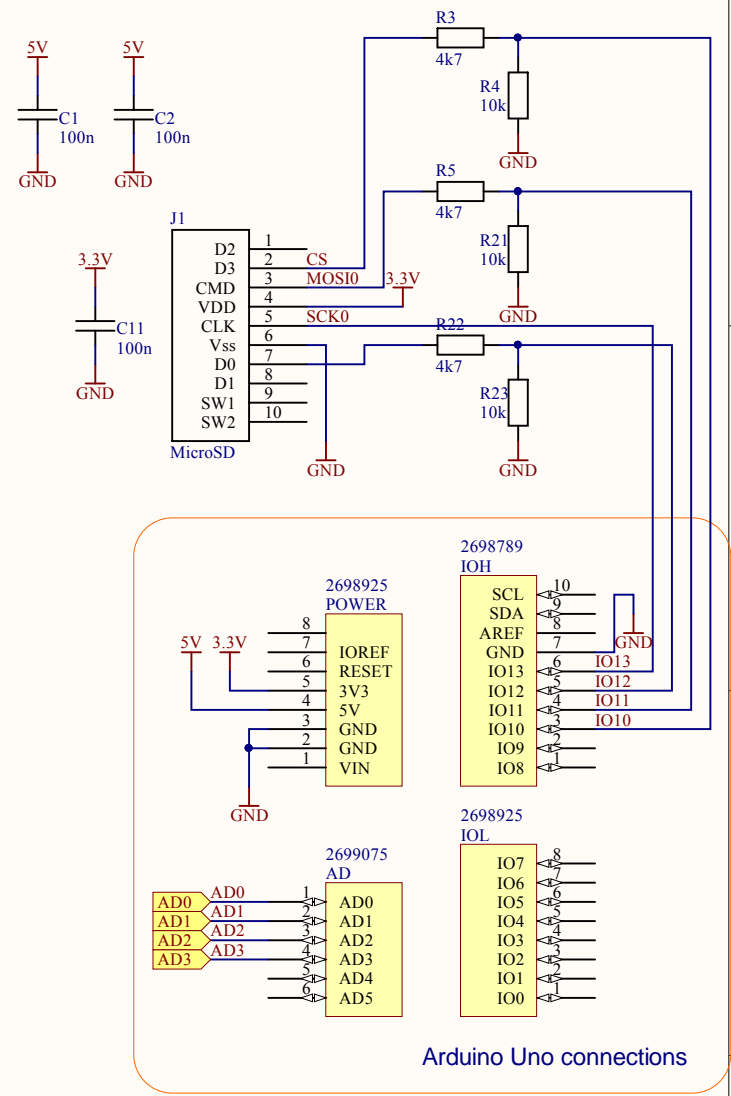 R3
4k7
R4
10k
GND
5V
C1
100n
GND
5V
C2
100n
GND
R5
4k7
R21
10k
GND
3.3V
C11
100n
GND
J1
D2 1
D3 2 CS
CMD 3 MOSI0 3.3V
VDD 4
CLK 5 SCK0
Vss 6
D0 7
D1 8
SW1 9
SW2 10
MicroSD
GND
R22
4k7
R23
10k
GND
2698925
POWER
8
7 IOREF
6 RESET
5 3V3
4 5V
3 GND
2 GND
1 VIN
5V 3.3V
GND
2698789
IOH
SCL 10
SDA 9
AREF 8
GND 7 GND
IO13 6 IO13
IO12 5 IO12
IO11 4 IO11
IO10 3 IO10
IO9 2
IO8 1
2699075
AD
AD0 AD0 1 AD0
AD1 AD1 2 AD1
AD2 AD2 3 AD2
AD3 AD3 4 AD3
5 AD4
6 AD5
2698925
IOL
IO7 8
IO6 7
IO5 6
IO4 5
IO3 4
IO2 3
IO1 2
IO0 1
Arduino Uno connections